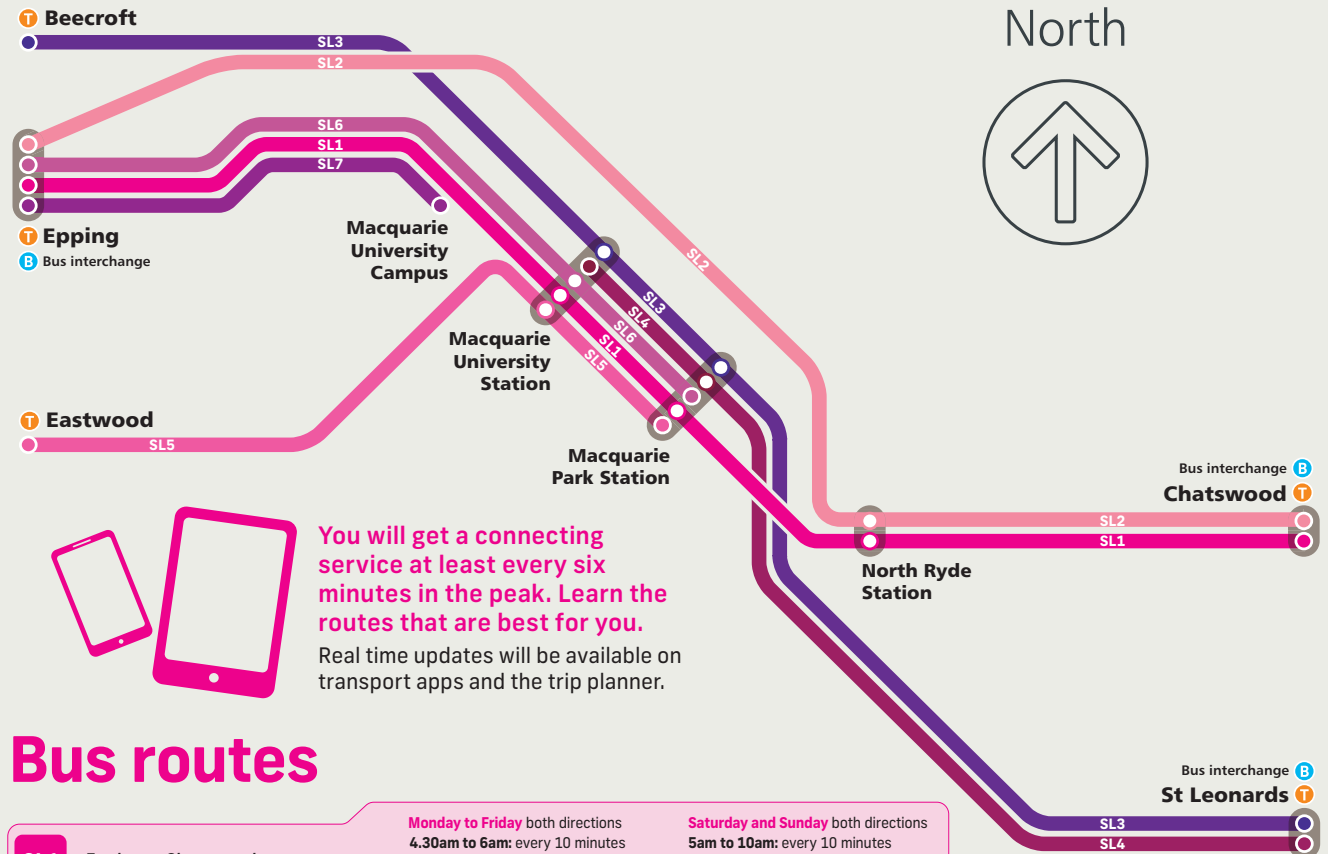 T Beecroft
North
SL3
SL2
SL6
SL1
SL7
T Epping
B Bus interchange
Macquarie
University
Campus
SL2
SL3
SL4
SL6
SL1
SL5
Macquarie
University
Station
T Eastwood
SL5
Macquarie
Park Station
Bus interchange B
Chatswood T
SL2
SL1
North Ryde
Station
You will get a connecting
service at least every six
minutes in the peak. Learn the
routes that are best for you.
Real time updates will be available on
transport apps and the trip planner.
Bus routes
Bus interchange B
St Leonards T
SL3
SL4
Monday to Friday both directions
4.30am to 6am: every 10 minutes
Saturday and Sunday both directions
5am to 10am: every 10 minutes